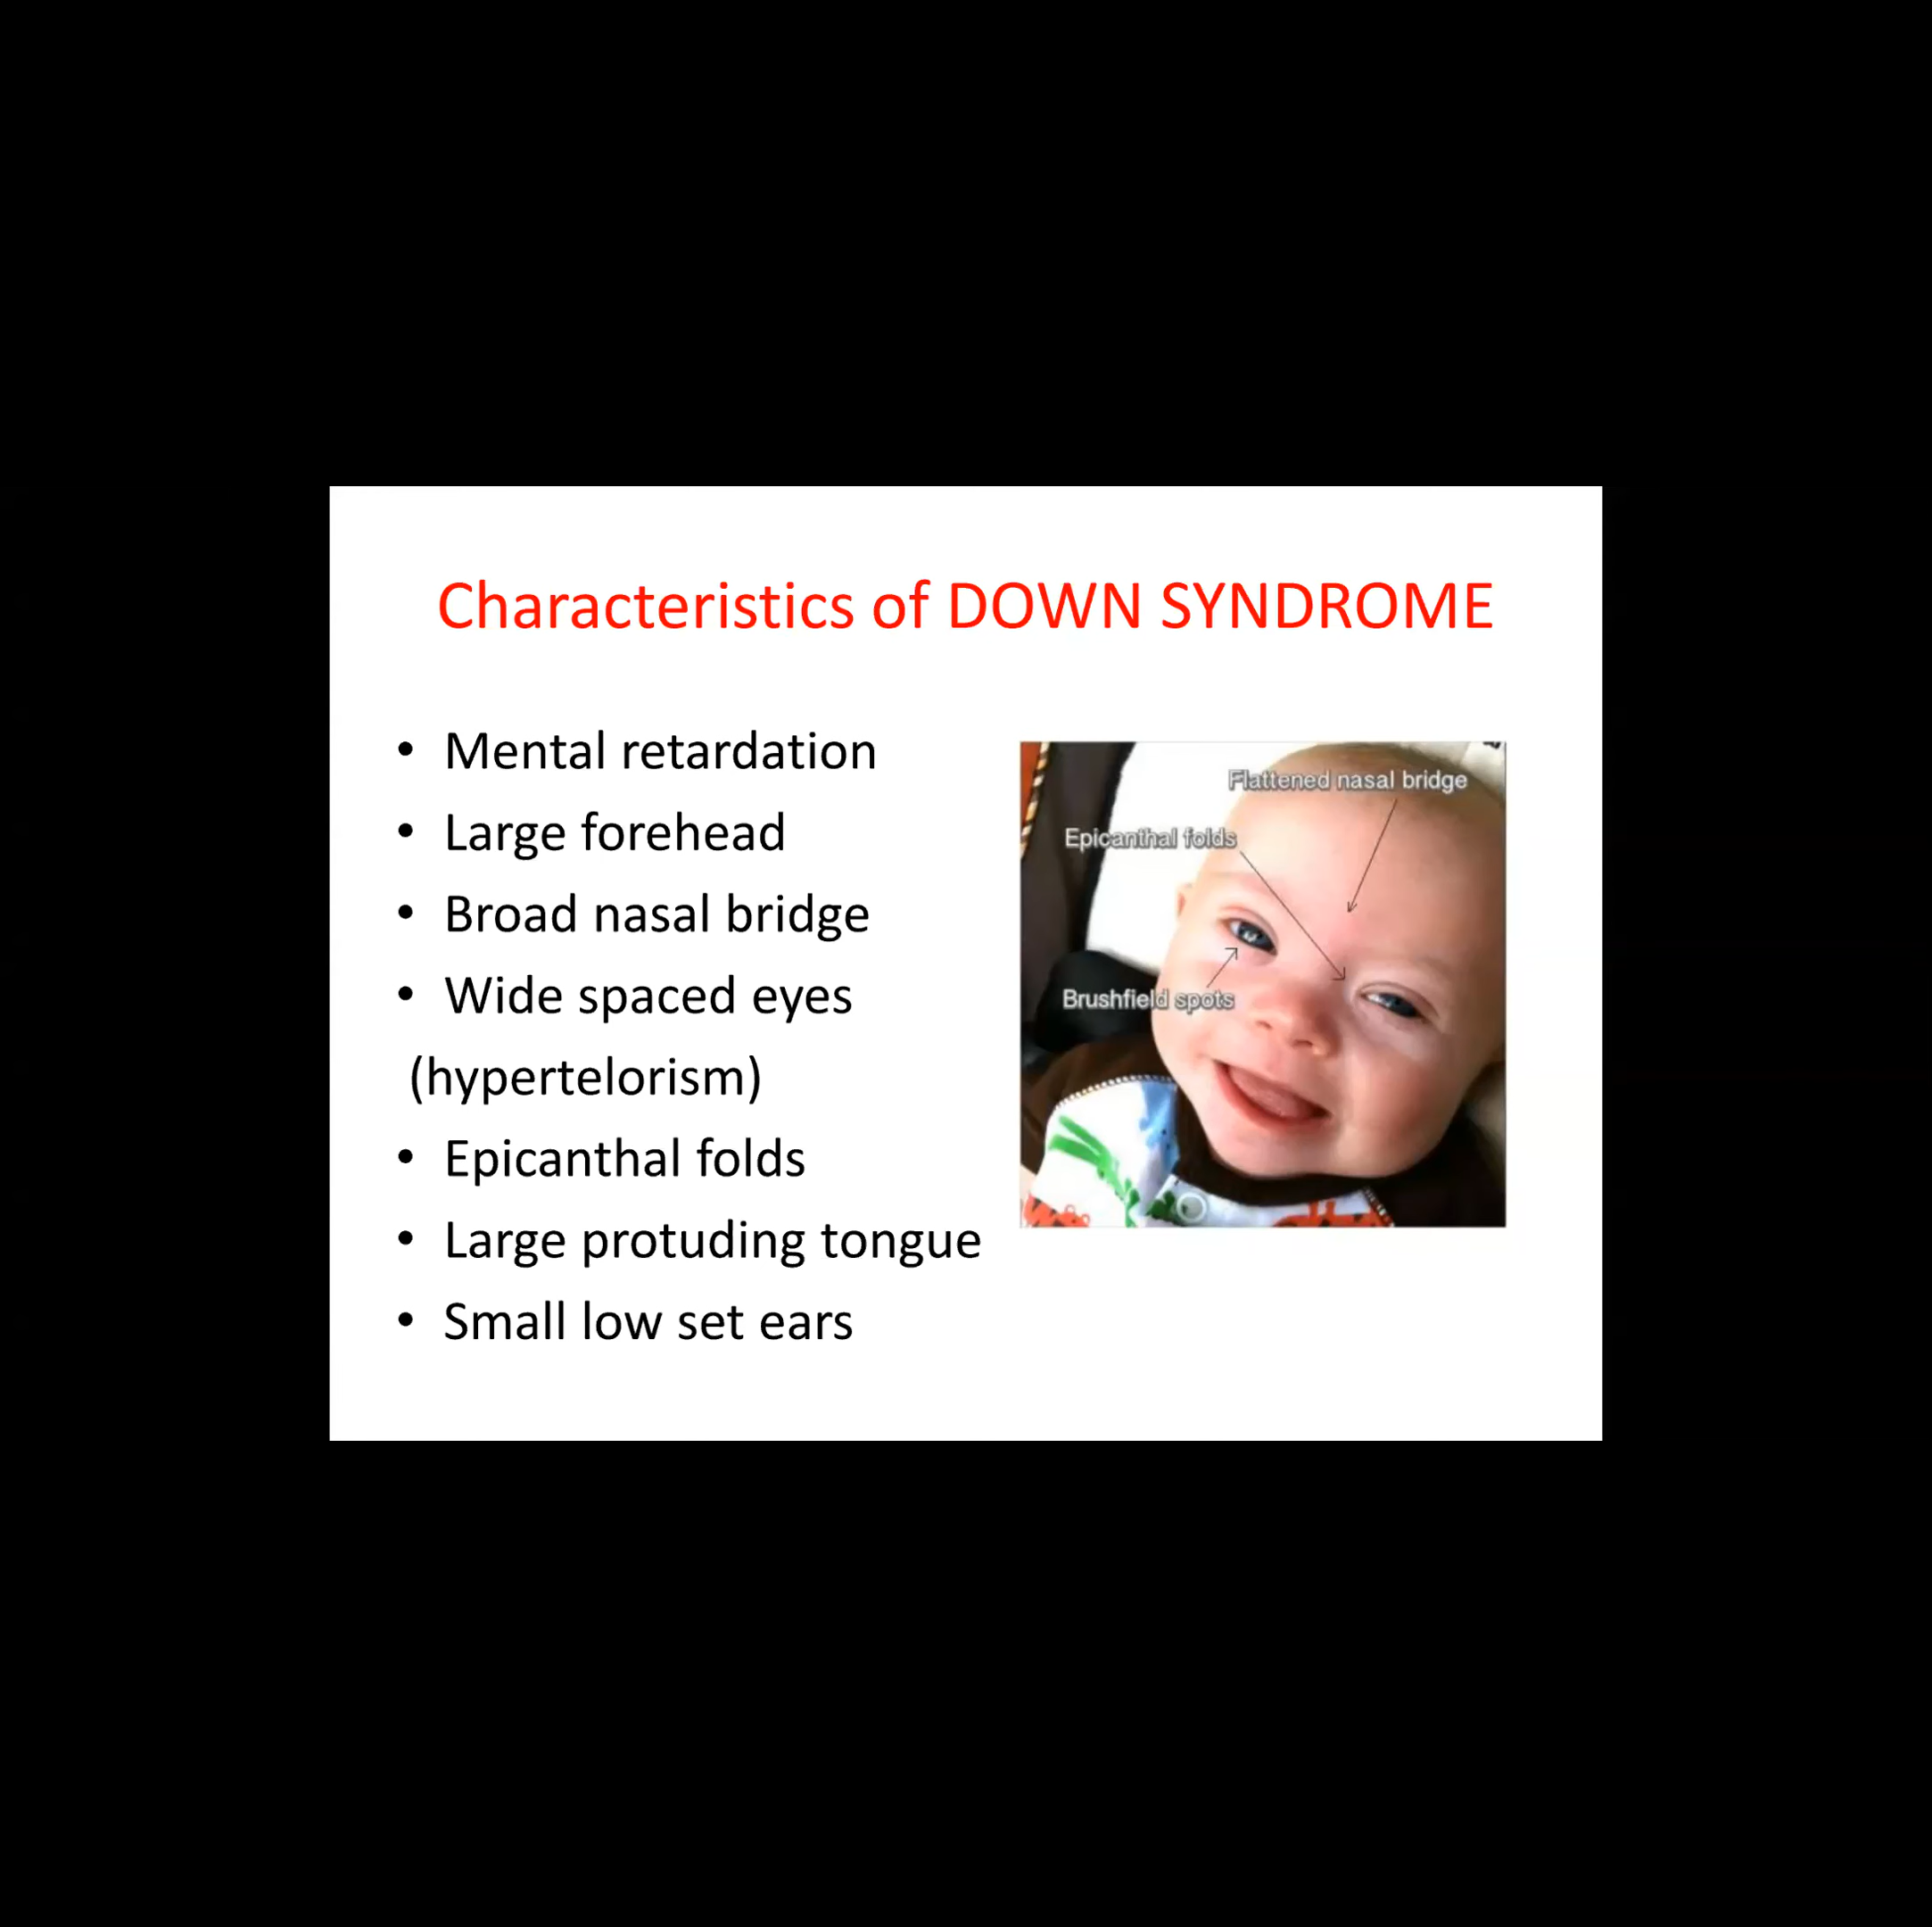 Characteristics of DOWN SYNDROME
• Mental retardation
• Large forehead
• Broad nasal bridge
• Wide spaced eyes
(hypertelorism)
• Epicanthal folds
• Large protuding tongue
• Small low set ears
Flattened nasal bridge
Epicanthal folds
Brushfield spots